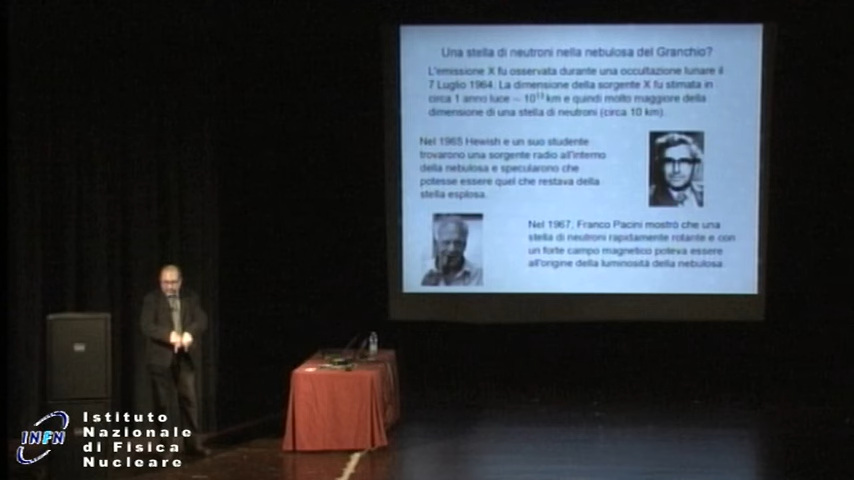 Una stella di neutroni nella nebulosa del Granchio?
L'emissione X fu osservata durante una occultazione lunare il
7 Luglio 1964. La dimensione della sorgente X fu stimata in
circa 1 anno luce ~ 10¹³ km e quindi molto maggiore della
dimensione di una stella di neutroni (circa 10 km).
Nel 1965 Hewish e un suo studente
trovarono una sorgente radio all'interno
della nebulosa e specularono che
potesse essere quel che restava della
stella esplosa.
Nel 1967, Franco Pacini mostrò che una
stella di neutroni rapidamente rotante e con
un forte campo magnetico poteva essere
all'origine della luminosità della nebulosa
INFN
Istituto
Nazionale
di Fisica
Nucleare